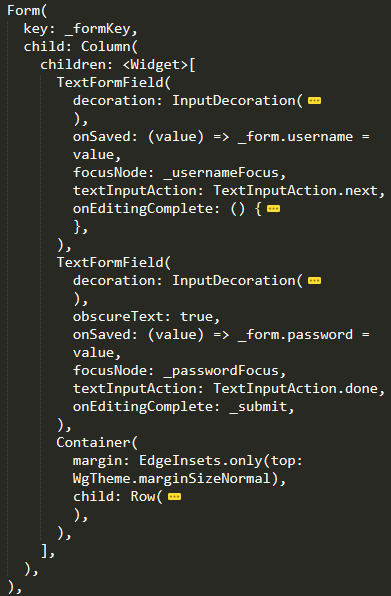 Form(
key: _formKey,
child: Column(
children: <Widget>[
TextFormField(
decoration: InputDecoration(
),
onSaved: (value) => _form.username =
value,
focusNode: _usernameFocus,
textInputAction: TextInputAction.next,
onEditingComplete: () {
},
),
TextFormField(
decoration: InputDecoration(
),
obscureText: true,
onSaved: (value) => _form.password =
value,
focusNode: _passwordFocus,
textInputAction: TextInputAction.done,
onEditingComplete: _submit,
),
Container(
margin: EdgeInsets.only(top:
WgTheme.marginSizeNormal),
child: Row(
),
),
],
),
),